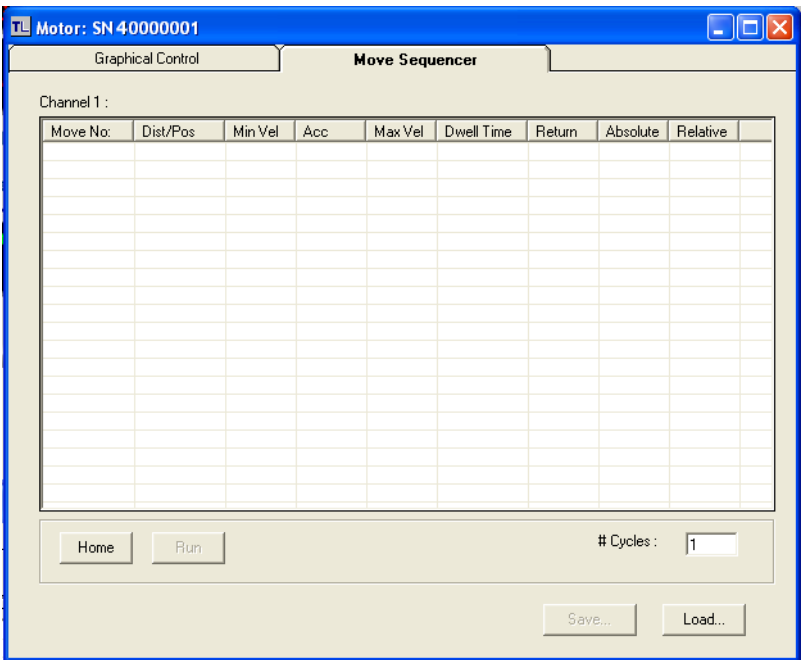 TL Motor: SN 40000001
Graphical Control Move Sequencer
Channel 1 :
Move No: Dist/Pos Min Vel Acc Max Vel Dwell Time Return Absolute Relative
Home Run # Cycles : 1
Save... Load...